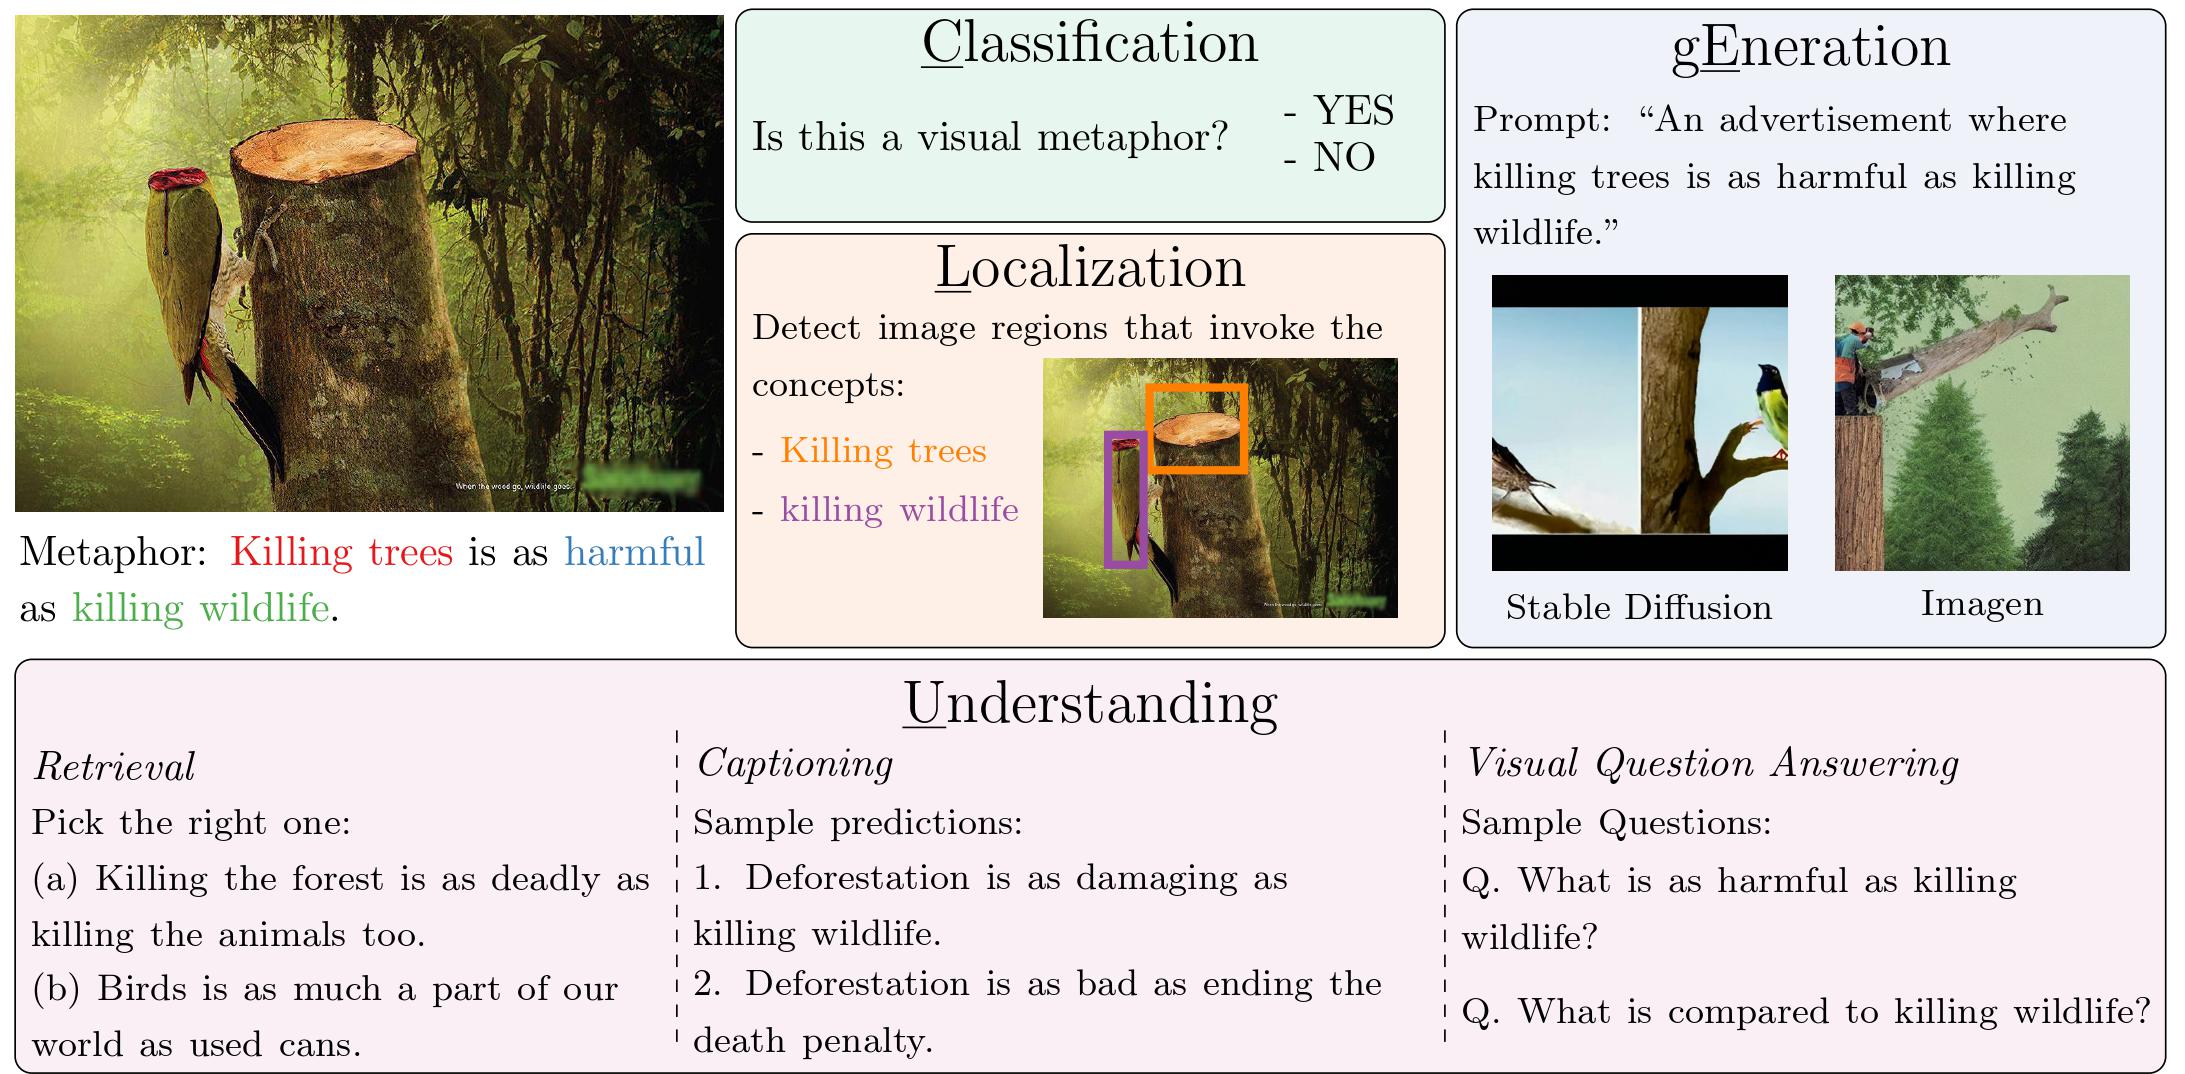 When the wood go, wildlife goes.
Metaphor: Killing trees is as harmful
as killing wildlife.
Classification
Is this a visual metaphor?
- YES
- NO
Localization
Detect image regions that invoke the
concepts:
- Killing trees
- killing wildlife
When the wood go, wildlife goes.
gEneration
Prompt: “An advertisement where
killing trees is as harmful as killing
wildlife.”
Stable Diffusion
Imagen
Understanding
Retrieval
Pick the right one:
(a) Killing the forest is as deadly as
killing the animals too.
(b) Birds is as much a part of our
world as used cans.
Captioning
Sample predictions:
1. Deforestation is as damaging as
killing wildlife.
2. Deforestation is as bad as ending the
death penalty.
Visual Question Answering
Sample Questions:
Q. What is as harmful as killing
wildlife?
Q. What is compared to killing wildlife?